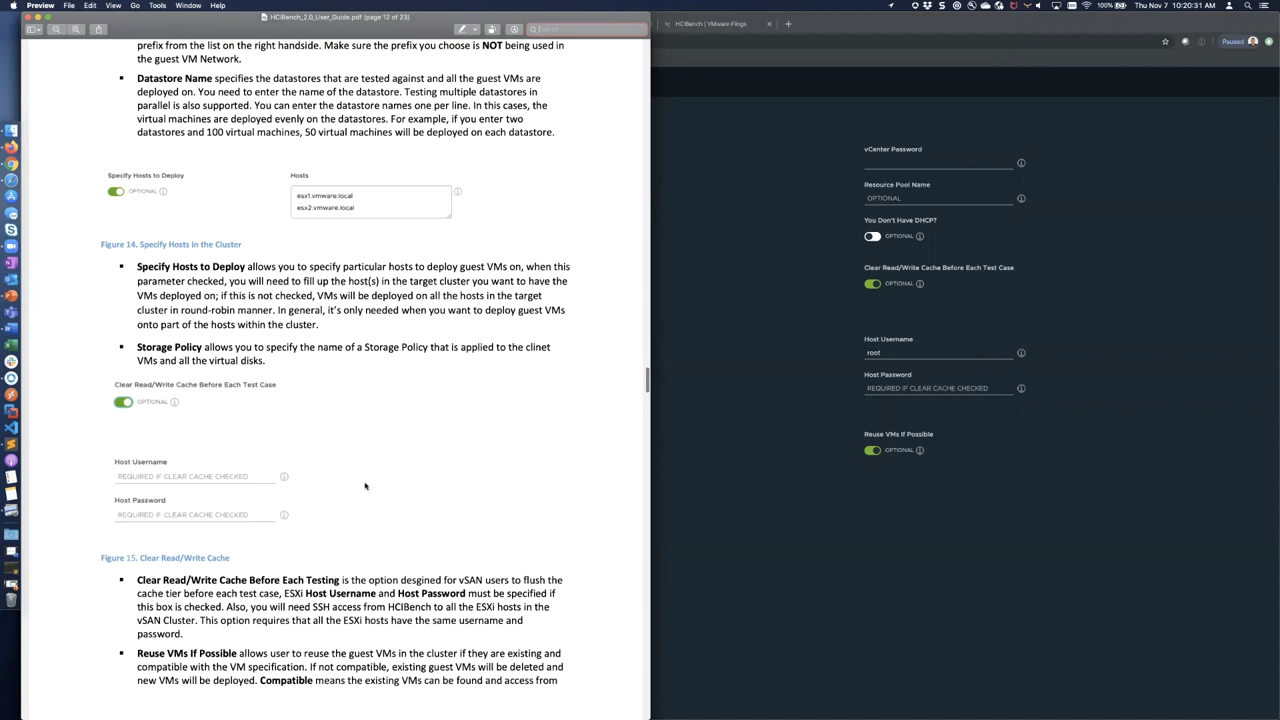 Preview File Edit View Go Tools Window Help
100% Thu Nov 7 10:20:31 AM
HCIBench_2.0_User_Guide.pdf (page 12 of 23)
HCIBench | VMware Flings
Paused
prefix from the list on the right handside. Make sure the prefix you choose is NOT being used in
the guest VM Network.
Datastore Name specifies the datastores that are tested against and all the guest VMs are
deployed on. You need to enter the name of the datastore. Testing multiple datastores in
parallel is also supported. You can enter the datastore names one per line. In this cases, the
virtual machines are deployed evenly on the datastores. For example, if you enter two
datastores and 100 virtual machines, 50 virtual machines will be deployed on each datastore.
Specify Hosts to Deploy
OPTIONAL
Hosts
esx1.vmware.local
esx2.vmware.local
Figure 14. Specify Hosts in the Cluster
Specify Hosts to Deploy allows you to specify particular hosts to deploy guest VMs on, when this
parameter checked, you will need to fill up the host(s) in the target cluster you want to have the
VMs deployed on; if this is not checked, VMs will be deployed on all the hosts in the target
cluster in round-robin manner. In general, it's only needed when you want to deploy guest VMs
onto part of the hosts within the cluster.
Storage Policy allows you to specify the name of a Storage Policy that is applied to the clinet
VMs and all the virtual disks.
Clear Read/Write Cache Before Each Test Case
OPTIONAL
Host Username
REQUIRED IF CLEAR CACHE CHECKED
Host Password
REQUIRED IF CLEAR CACHE CHECKED
Figure 15. Clear Read/Write Cache
Clear Read/Write Cache Before Each Testing is the option desgined for vSAN users to flush the
cache tier before each test case, ESXi Host Username and Host Password must be specified if
this box is checked. Also, you will need SSH access from HCIBench to all the ESXi hosts in the
vSAN Cluster. This option requires that all the ESXi hosts have the same username and
password.
Reuse VMs If Possible allows user to reuse the guest VMs in the cluster if they are existing and
compatible with the VM specification. If not compatible, existing guest VMs will be deleted and
new VMs will be deployed. Compatible means the existing VMs can be found and access from
vCenter Password
Resource Pool Name
OPTIONAL
You Don't Have DHCP?
OPTIONAL
Clear Read/Write Cache Before Each Test Case
OPTIONAL
Host Username
root
Host Password
REQUIRED IF CLEAR CACHE CHECKED
Reuse VMs If Possible
OPTIONAL